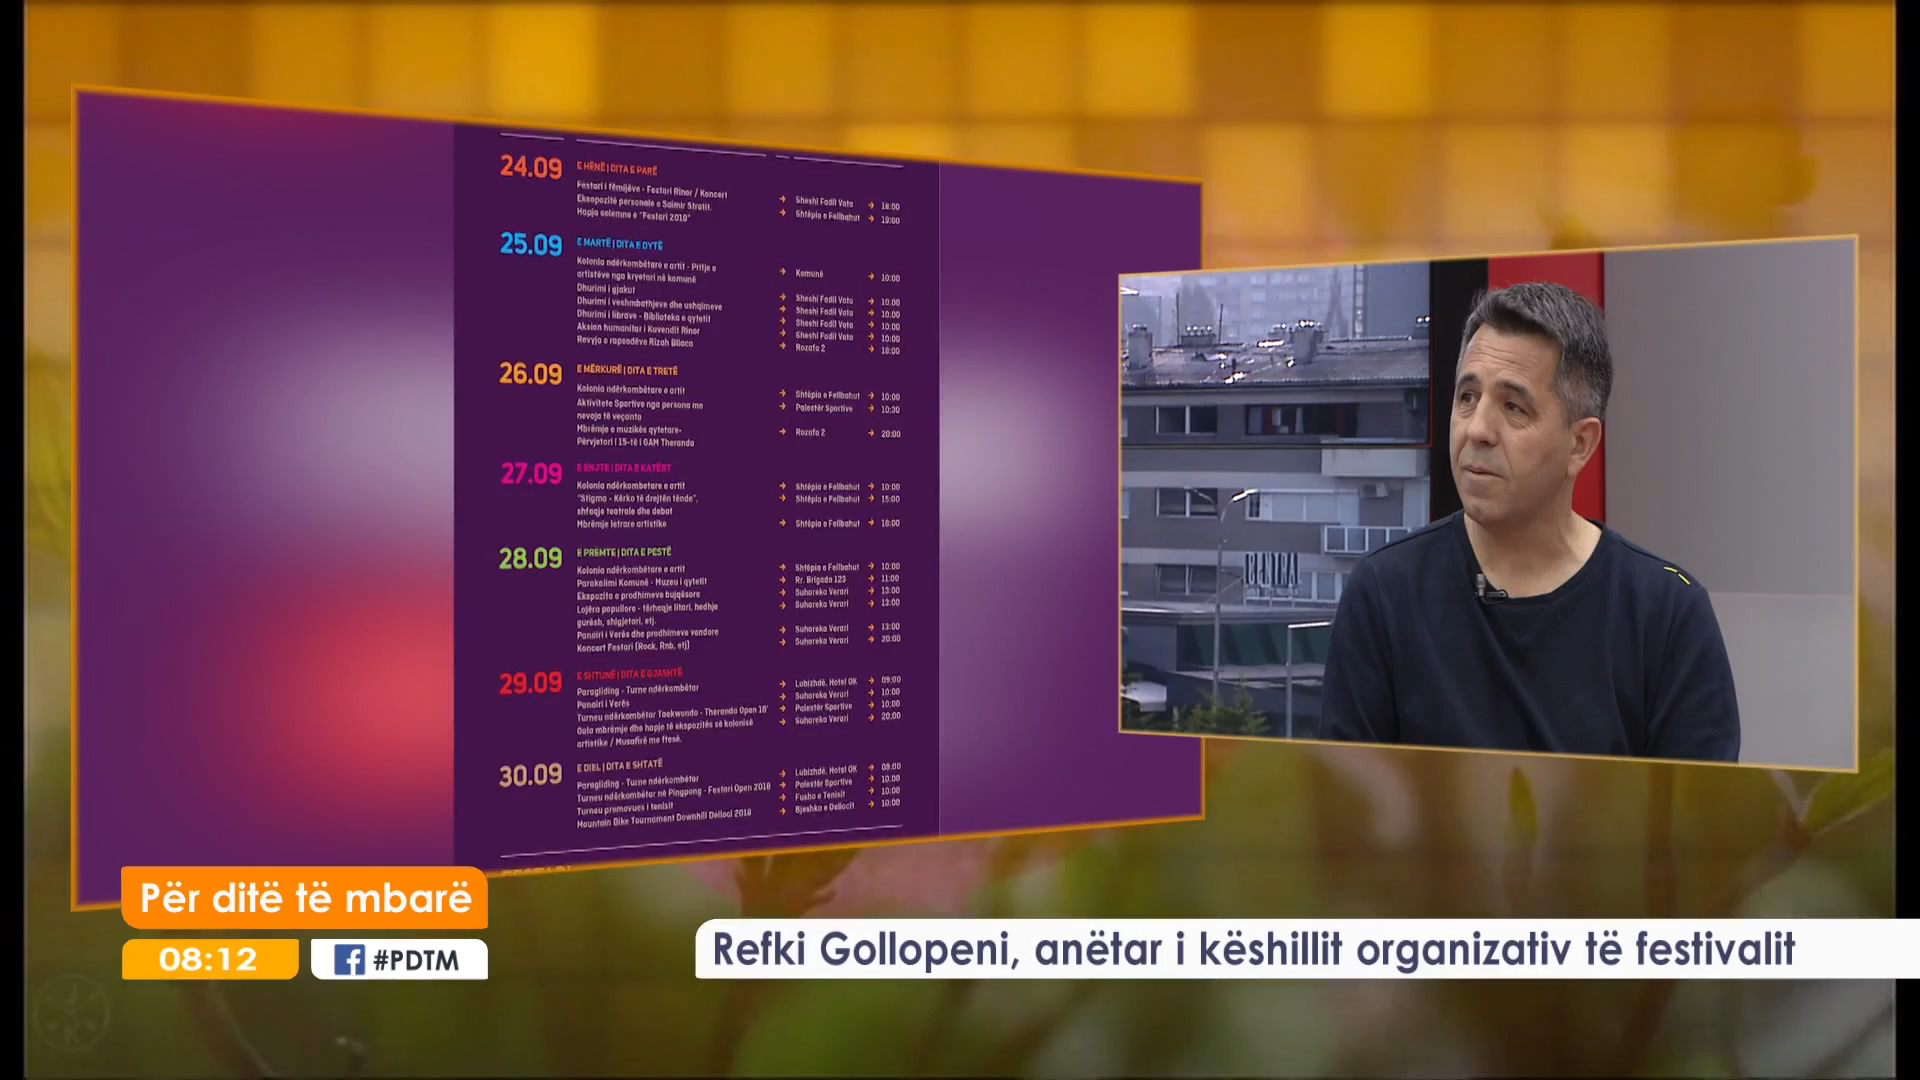 24.09
E HËNË | DITA E PARË
Festari i fëmijëve - Festari Rinor / Koncert → Sheshi Fadil Vata → 18:00
Ekspozitë personale e Saimir Stratit. → Shtëpia e Fellbahut → 19:00
Hapja solemne e "Festari 2018"
25.09
E MARTË | DITA E DYTË
Kolonia ndërkombëtare e artit - Pritje e
artistëve nga kryetari në komunë → Komunë → 10:00
Dhurimi i gjakut → Sheshi Fadil Vata → 10:00
Dhurimi i veshmbathjeve dhe ushqimeve → Sheshi Fadil Vata → 10:00
Dhurimi i librave - Biblioteka e qytetit → Sheshi Fadil Vata → 10:00
Aksion humanitar i Kuvendit Rinor → Sheshi Fadil Vata → 10:00
Revyja e rapsodëve Rizah Bllaca → Rozafa 2 → 18:00
26.09
E MËRKURË | DITA E TRETË
Kolonia ndërkombëtare e artit → Shtëpia e Fellbahut → 10:00
Aktivitete Sportive nga persona me → Palestër Sportive → 10:30
nevoja të veçanta
Mbrëmje e muzikës qytetare- → Rozafa 2 → 20:00
Përvjetori i 15-të i GAM Theranda
27.09
E ENJTE | DITA E KATËRT
Kolonia ndërkombëtare e artit → Shtëpia e Fellbahut → 10:00
"Stigma - Kërko të drejtën tënde", → Shtëpia e Fellbahut → 15:00
shfaqje teatrale dhe debat
Mbrëmje letrare artistike → Shtëpia e Fellbahut → 18:00
28.09
E PREMTE | DITA E PESTË
Kolonia ndërkombëtare e artit → Shtëpia e Fellbahut → 10:00
Parakalimi Komunë - Muzeu i qytetit → Rr. Brigada 123 → 11:00
Ekspozita e prodhimeve bujqësore → Suhareka Verari → 13:00
Lojëra popullore - tërheqje litari, hedhje → Suhareka Verari → 13:00
gurësh, shigjetari, etj.
Panairi i Verës dhe prodhimeve vendore → Suhareka Verari → 13:00
Koncert Festari (Rock, Rnb, etj) → Suhareka Verari → 20:00
29.09
E SHTUNË | DITA E GJASHTË
Paragliding - Turne ndërkombëtar → Lubizhdë, Hotel OK → 09:00
Panairi i Verës → Suhareka Verari → 10:00
Turneu ndërkombëtar Taekwondo - Theranda Open 18' → Palestër Sportive → 10:00
Gala mbrëmje dhe hapje të ekspozitës së kolonisë → Suhareka Verari → 20:00
artistike / Musafirë me ftesë.
30.09
E DIEL | DITA E SHTATË
Paragliding - Turne ndërkombëtar → Lubizhdë, Hotel OK → 09:00
Turneu ndërkombëtar në Pingpong - Festari Open 2018 → Palestër Sportive → 10:00
Turneu promovues i tenisit → Fusha e Tenisit → 10:00
Mountain Bike Tournament Downhill Delloci 2018 → Bjeshka e Dellocit → 10:00
CENTRAL
Për ditë të mbarë
08:12
#PDTM
Refki Gollopeni, anëtar i këshillit organizativ të festivalit